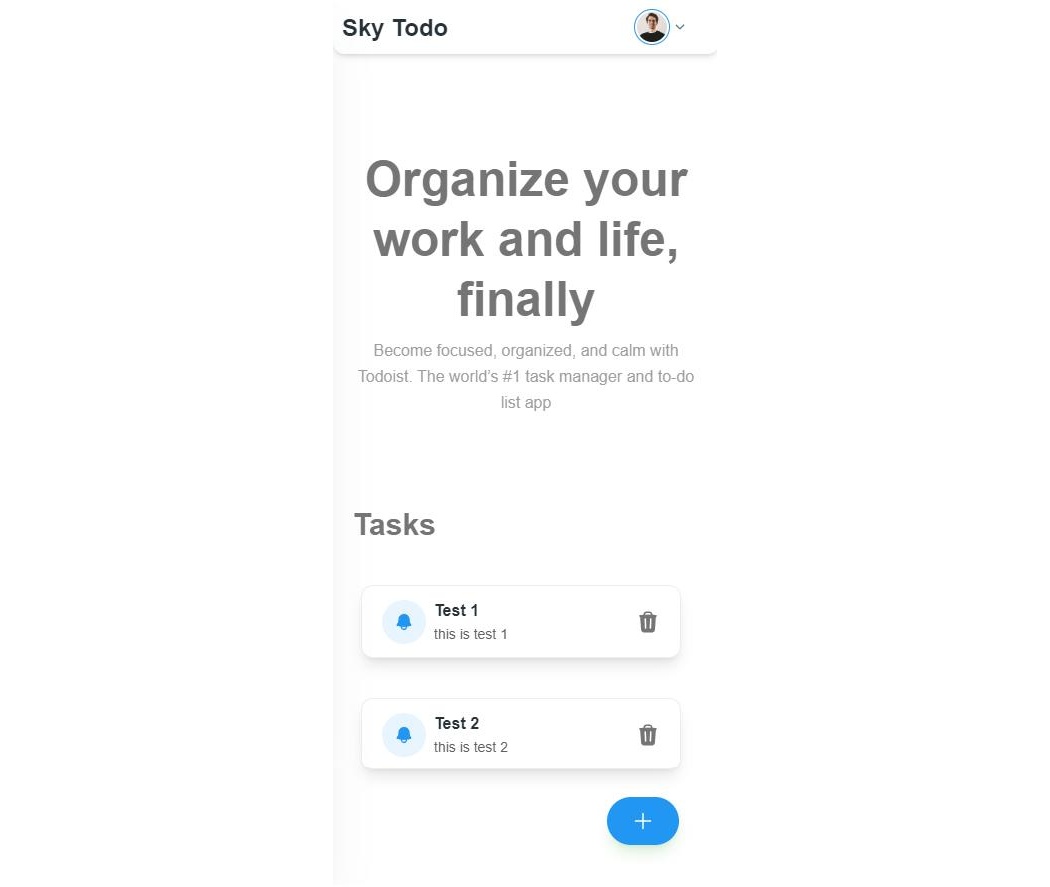 Sky Todo
Organize your
work and life,
finally
Become focused, organized, and calm with
Todoist. The world's #1 task manager and to-do
list app
Tasks
Test 1
this is test 1
Test 2
this is test 2